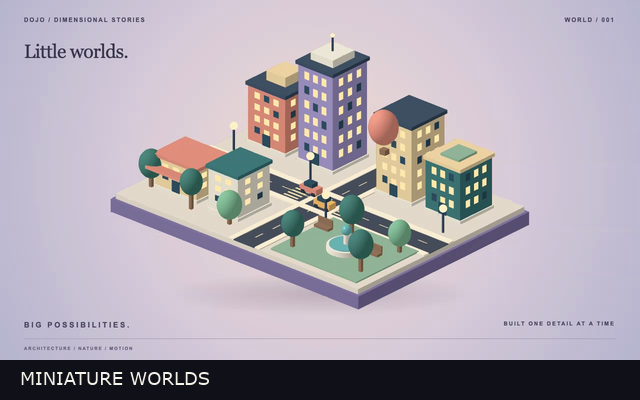 DOJO / DIMENSIONAL STORIES
WORLD / 001
Little worlds.
BIG POSSIBILITIES.
BUILT ONE DETAIL AT A TIME
ARCHITECTURE / NATURE / MOTION
MINIATURE WORLDS